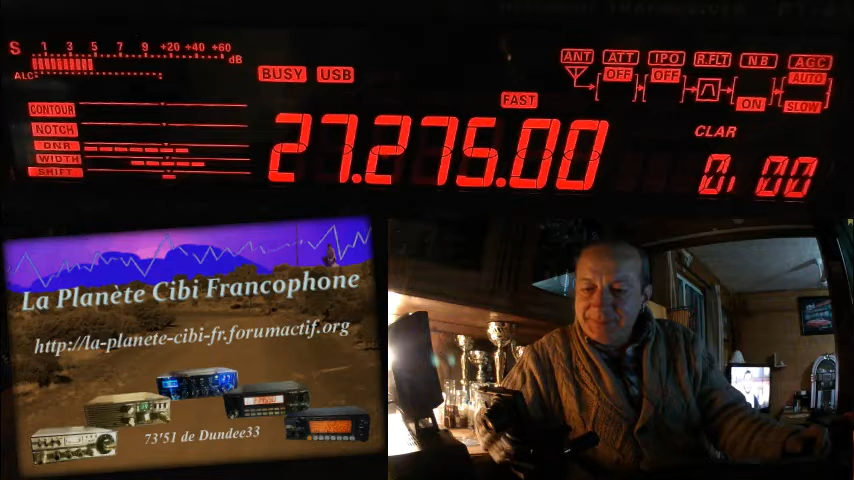 S 1 3 5 7 9 +20 +40 +60 dB
ALC
BUSY USB
ANT ATT IPO R.FLT NB AGC
OFF OFF AUTO
ON SLOW
FAST
CONTOUR
NOTCH
DNR
WIDTH
SHIFT
27.275.00
CLAR
0.00
La Planète Cibi Francophone
http://la-planete-cibi-fr.forumactif.org
73'51 de Dundee33